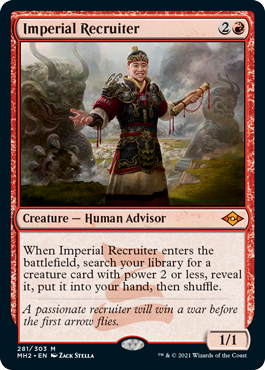 Imperial Recruiter 2
Creature — Human Advisor
When Imperial Recruiter enters the
battlefield, search your library for a
creature card with power 2 or less, reveal
it, put it into your hand, then shuffle.
A passionate recruiter will win a war before
the first arrow flies.
1/1
281/303 M
MH2 • EN Zack Stella
™ & © 2021 Wizards of the Coast